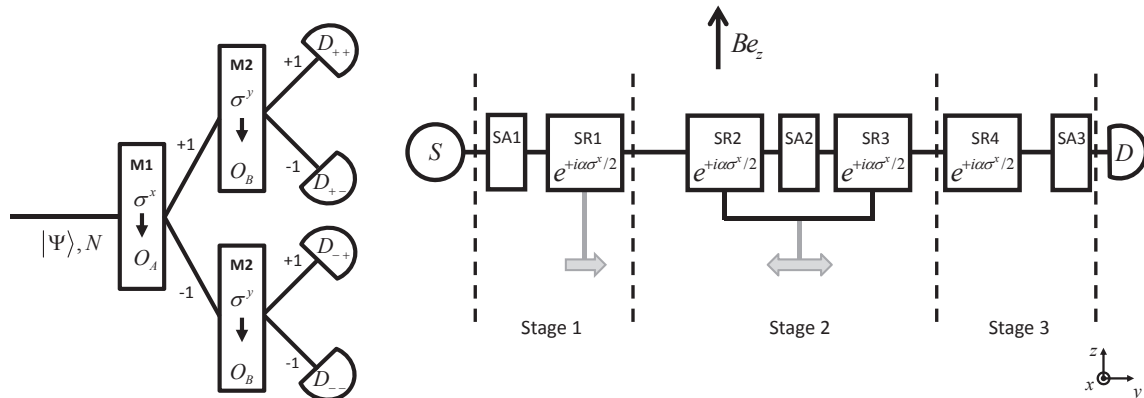 M1
σ^x
O_A
|Ψ⟩, N
+1
-1
M2
σ^y
O_B
+1
-1
D_{++}
D_{+-}
M2
σ^y
O_B
+1
-1
D_{-+}
D_{--}
Be_z
S
SA1
SR1
e^{+iασ^x/2}
SR2
e^{+iασ^x/2}
SA2
SR3
e^{+iασ^x/2}
SR4
e^{+iασ^x/2}
SA3
D
Stage 1
Stage 2
Stage 3
z
x
y